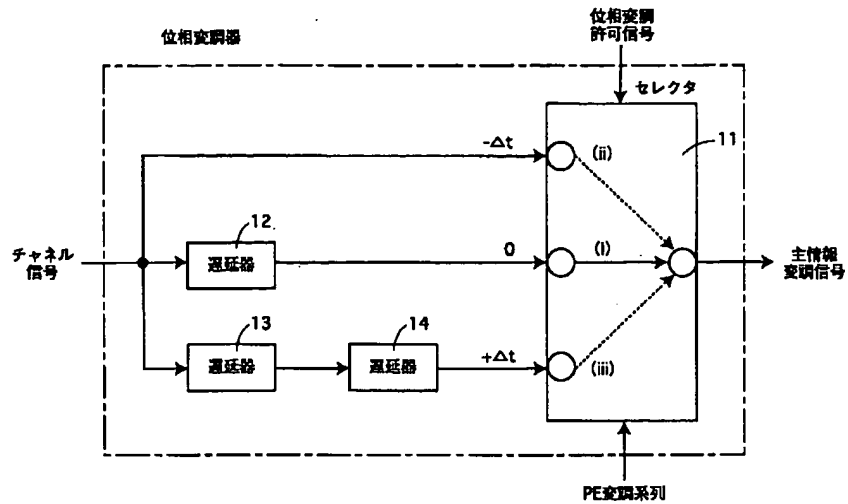 位相変調器
位相変調
許可信号
セレクタ
11
-Δt
(ii)
12
チャネル
信号
遅延器
0
(i)
主情報
変調信号
13
14
遅延器
遅延器
+Δt
(iii)
PE変調系列